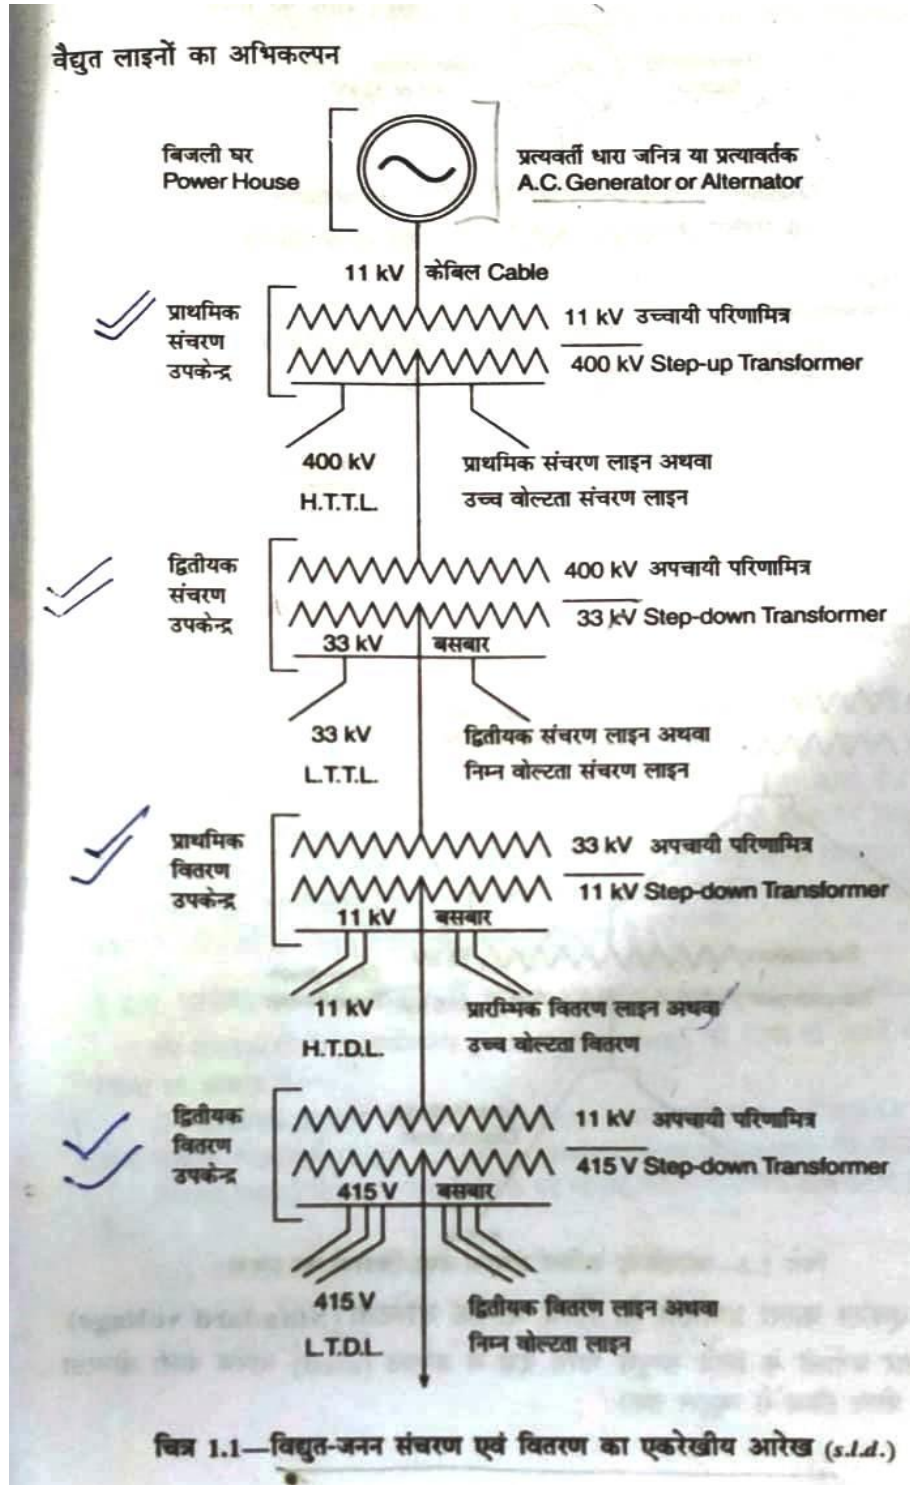 वैद्युत लाइनों का अभिकल्पन
बिजली घर
Power House
प्रत्यवर्ती धारा जनित्र या प्रत्यावर्तक
A.C. Generator or Alternator
11 kV केबिल Cable
प्राथमिक
संचरण
उपकेन्द्र
11 kV उच्चायी परिणामित्र
400 kV Step-up Transformer
400 kV
H.T.T.L.
प्राथमिक संचरण लाइन अथवा
उच्च वोल्टता संचरण लाइन
द्वितीयक
संचरण
उपकेन्द्र
400 kV अपचायी परिणामित्र
33 kV Step-down Transformer
33 kV बसबार
33 kV
L.T.T.L.
द्वितीयक संचरण लाइन अथवा
निम्न वोल्टता संचरण लाइन
प्राथमिक
वितरण
उपकेन्द्र
33 kV अपचायी परिणामित्र
11 kV Step-down Transformer
11 kV बसबार
11 kV
H.T.D.L.
प्रारम्भिक वितरण लाइन अथवा
उच्च वोल्टता वितरण
द्वितीयक
वितरण
उपकेन्द्र
11 kV अपचायी परिणामित्र
415 V Step-down Transformer
415 V बसबार
415 V
L.T.D.L.
द्वितीयक वितरण लाइन अथवा
निम्न वोल्टता लाइन
चित्र 1.1—विद्युत-जनन संचरण एवं वितरण का एकरेखीय आरेख (s.l.d.)